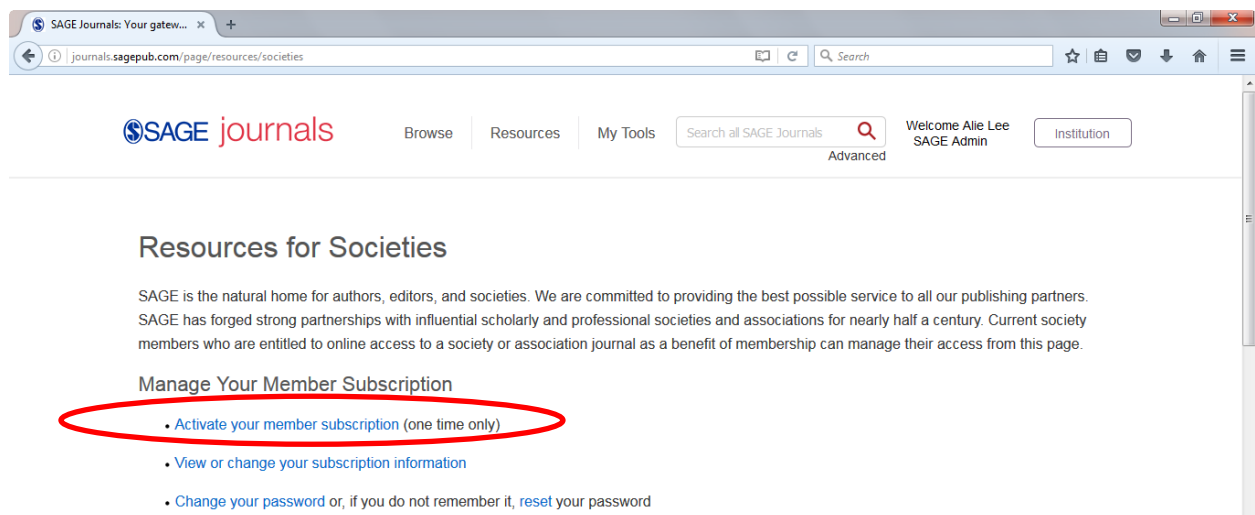 SAGE Journals: Your gatew...
journals.sagepub.com/page/resources/societies
Search
SAGE journals
Browse
Resources
My Tools
Search all SAGE Journals
Advanced
Welcome Alie Lee
SAGE Admin
Institution
Resources for Societies
SAGE is the natural home for authors, editors, and societies. We are committed to providing the best possible service to all our publishing partners.
SAGE has forged strong partnerships with influential scholarly and professional societies and associations for nearly half a century. Current society
members who are entitled to online access to a society or association journal as a benefit of membership can manage their access from this page.
Manage Your Member Subscription
• Activate your member subscription (one time only)
• View or change your subscription information
• Change your password or, if you do not remember it, reset your password